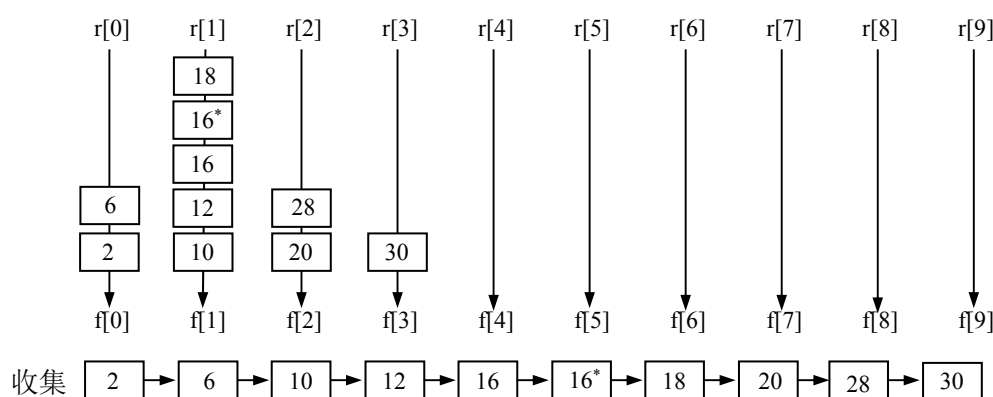 r[0] r[1] r[2] r[3] r[4] r[5] r[6] r[7] r[8] r[9]
18
16*
16
6 12 28
2 10 20 30
f[0] f[1] f[2] f[3] f[4] f[5] f[6] f[7] f[8] f[9]
收集 2 6 10 12 16 16* 18 20 28 30